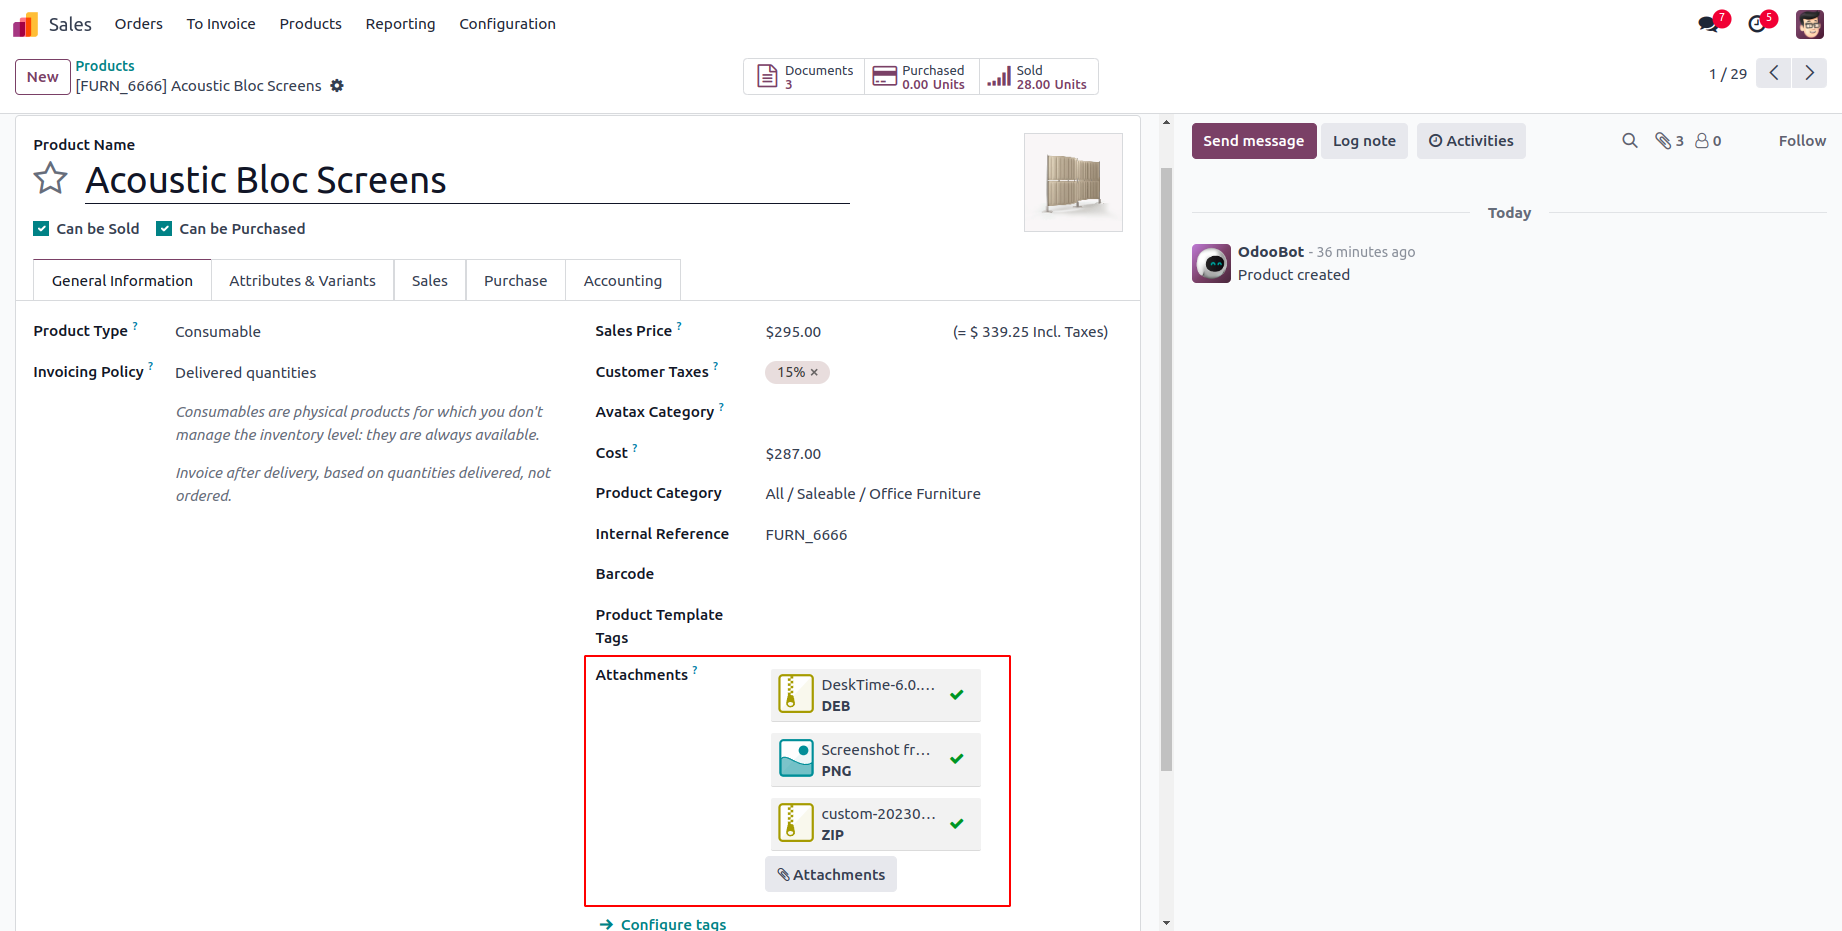 Sales Orders To Invoice Products Reporting Configuration 7 5
New
Products
[FURN_6666] Acoustic Bloc Screens
Documents
3
Purchased
0.00 Units
Sold
28.00 Units
1 / 29
Send message Log note Activities 3 0 Follow
Product Name
Acoustic Bloc Screens
Can be Sold Can be Purchased
General Information Attributes & Variants Sales Purchase Accounting
Product Type ? Consumable
Invoicing Policy ? Delivered quantities
Consumables are physical products for which you don't
manage the inventory level: they are always available.
Invoice after delivery, based on quantities delivered, not
ordered.
Sales Price ? $295.00 (= $ 339.25 Incl. Taxes)
Customer Taxes ? 15% ×
Avatax Category ?
Cost ? $287.00
Product Category All / Saleable / Office Furniture
Internal Reference FURN_6666
Barcode
Product Template
Tags
Attachments ?
DeskTime-6.0....
DEB
Screenshot fr...
PNG
custom-20230...
ZIP
Attachments
Configure tags
Today
OdooBot - 36 minutes ago
Product created